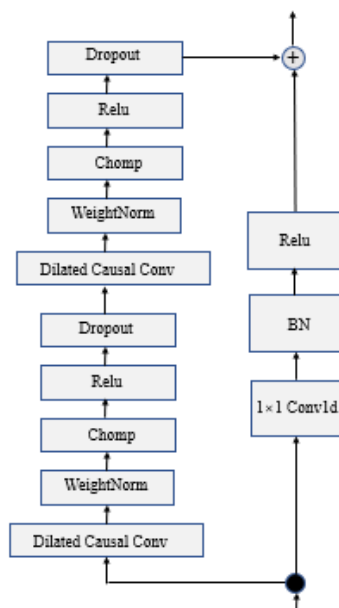 Dropout
+
Relu
Chomp
WeightNorm
Dilated Causal Conv
Dropout
Relu
Chomp
WeightNorm
Dilated Causal Conv
Relu
BN
1×1 Conv1d